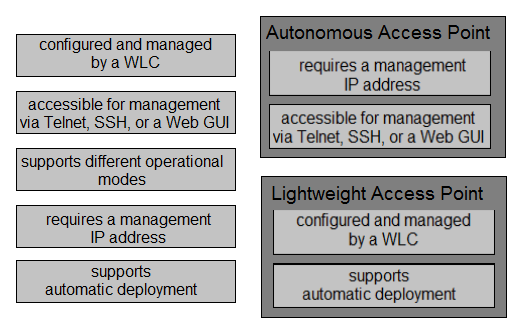 configured and managed
by a WLC
accessible for management
via Telnet, SSH, or a Web GUI
supports different operational
modes
requires a management
IP address
supports
automatic deployment
Autonomous Access Point
requires a management
IP address
accessible for management
via Telnet, SSH, or a Web GUI
Lightweight Access Point
configured and managed
by a WLC
supports
automatic deployment